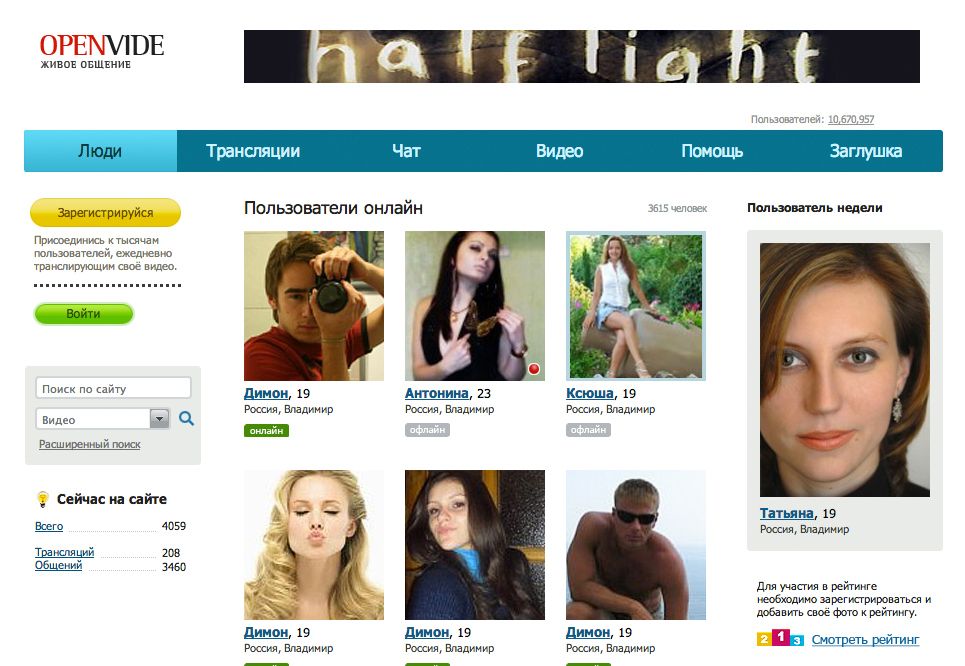 OPENVIDE
ЖИВОЕ ОБЩЕНИЕ
half light
Пользователей: 10,670,957
Люди
Трансляции
Чат
Видео
Помощь
Заглушка
Зарегистрируйся
Присоединись к тысячам
пользователей, ежедневно
транслирующим своё видео.
Войти
Поиск по сайту
Видео
Расширенный поиск
Сейчас на сайте
Всего 4059
Трансляций 208
Общений 3460
Пользователи онлайн
3615 человек
Димон, 19
Россия, Владимир
онлайн
Антонина, 23
Россия, Владимир
офлайн
Ксюша, 19
Россия, Владимир
офлайн
Димон, 19
Россия, Владимир
Димон, 19
Россия, Владимир
Димон, 19
Россия, Владимир
Пользователь недели
Татьяна, 19
Россия, Владимир
Для участия в рейтинге
необходимо зарегистрироваться и
добавить своё фото к рейтингу.
2 1 3 Смотреть рейтинг